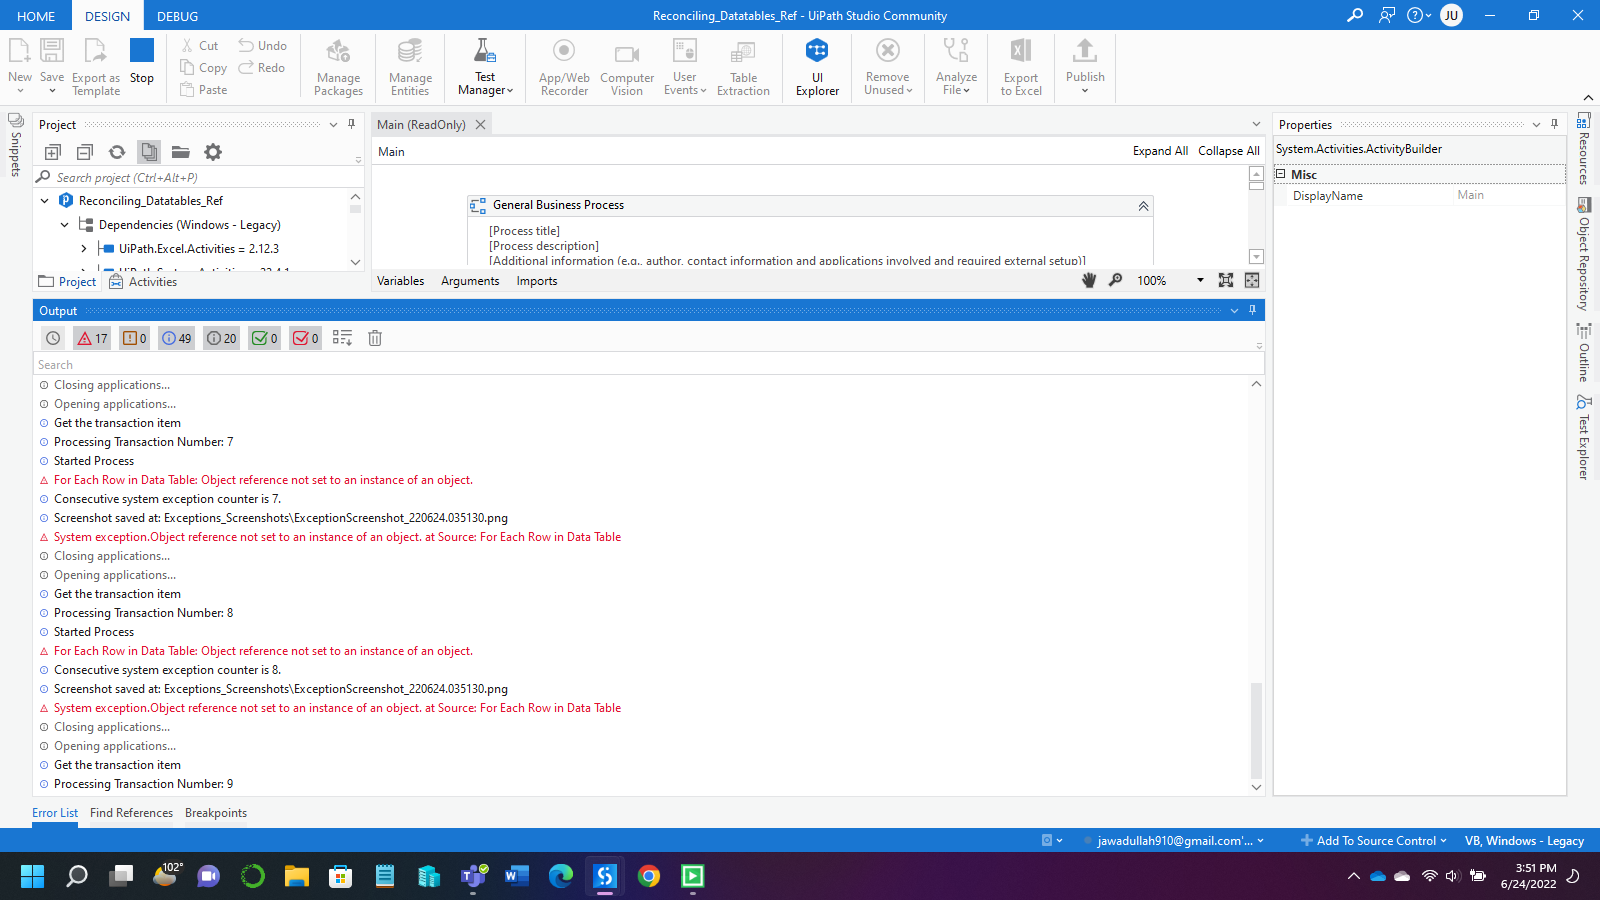 HOME DESIGN DEBUG
Reconciling_Datatables_Ref - UiPath Studio Community
JU
New
Save
Export as Template
Stop
Cut
Copy
Paste
Undo
Redo
Manage Packages
Manage Entities
Test Manager
App/Web Recorder
Computer Vision
User Events
Table Extraction
UI Explorer
Remove Unused
Analyze File
Export to Excel
Publish
Snippets
Project
Search project (Ctrl+Alt+P)
Reconciling_Datatables_Ref
Dependencies (Windows - Legacy)
UiPath.Excel.Activities = 2.12.3
Project Activities
Main (ReadOnly)
Main
Expand All Collapse All
General Business Process
[Process title]
[Process description]
[Additional information (e.g., author, contact information and applications involved and required external setup)]
Variables Arguments Imports
100%
Properties
System.Activities.ActivityBuilder
Misc
DisplayName Main
Resources
Object Repository
Outline
Test Explorer
Output
17 0 49 20 0 0
Search
Closing applications...
Opening applications...
Get the transaction item
Processing Transaction Number: 7
Started Process
For Each Row in Data Table: Object reference not set to an instance of an object.
Consecutive system exception counter is 7.
Screenshot saved at: Exceptions_Screenshots\ExceptionScreenshot_220624.035130.png
System exception.Object reference not set to an instance of an object. at Source: For Each Row in Data Table
Closing applications...
Opening applications...
Get the transaction item
Processing Transaction Number: 8
Started Process
For Each Row in Data Table: Object reference not set to an instance of an object.
Consecutive system exception counter is 8.
Screenshot saved at: Exceptions_Screenshots\ExceptionScreenshot_220624.035130.png
System exception.Object reference not set to an instance of an object. at Source: For Each Row in Data Table
Closing applications...
Opening applications...
Get the transaction item
Processing Transaction Number: 9
Error List Find References Breakpoints
jawadullah910@gmail.com'... Add To Source Control VB, Windows - Legacy
102°
3:51 PM
6/24/2022